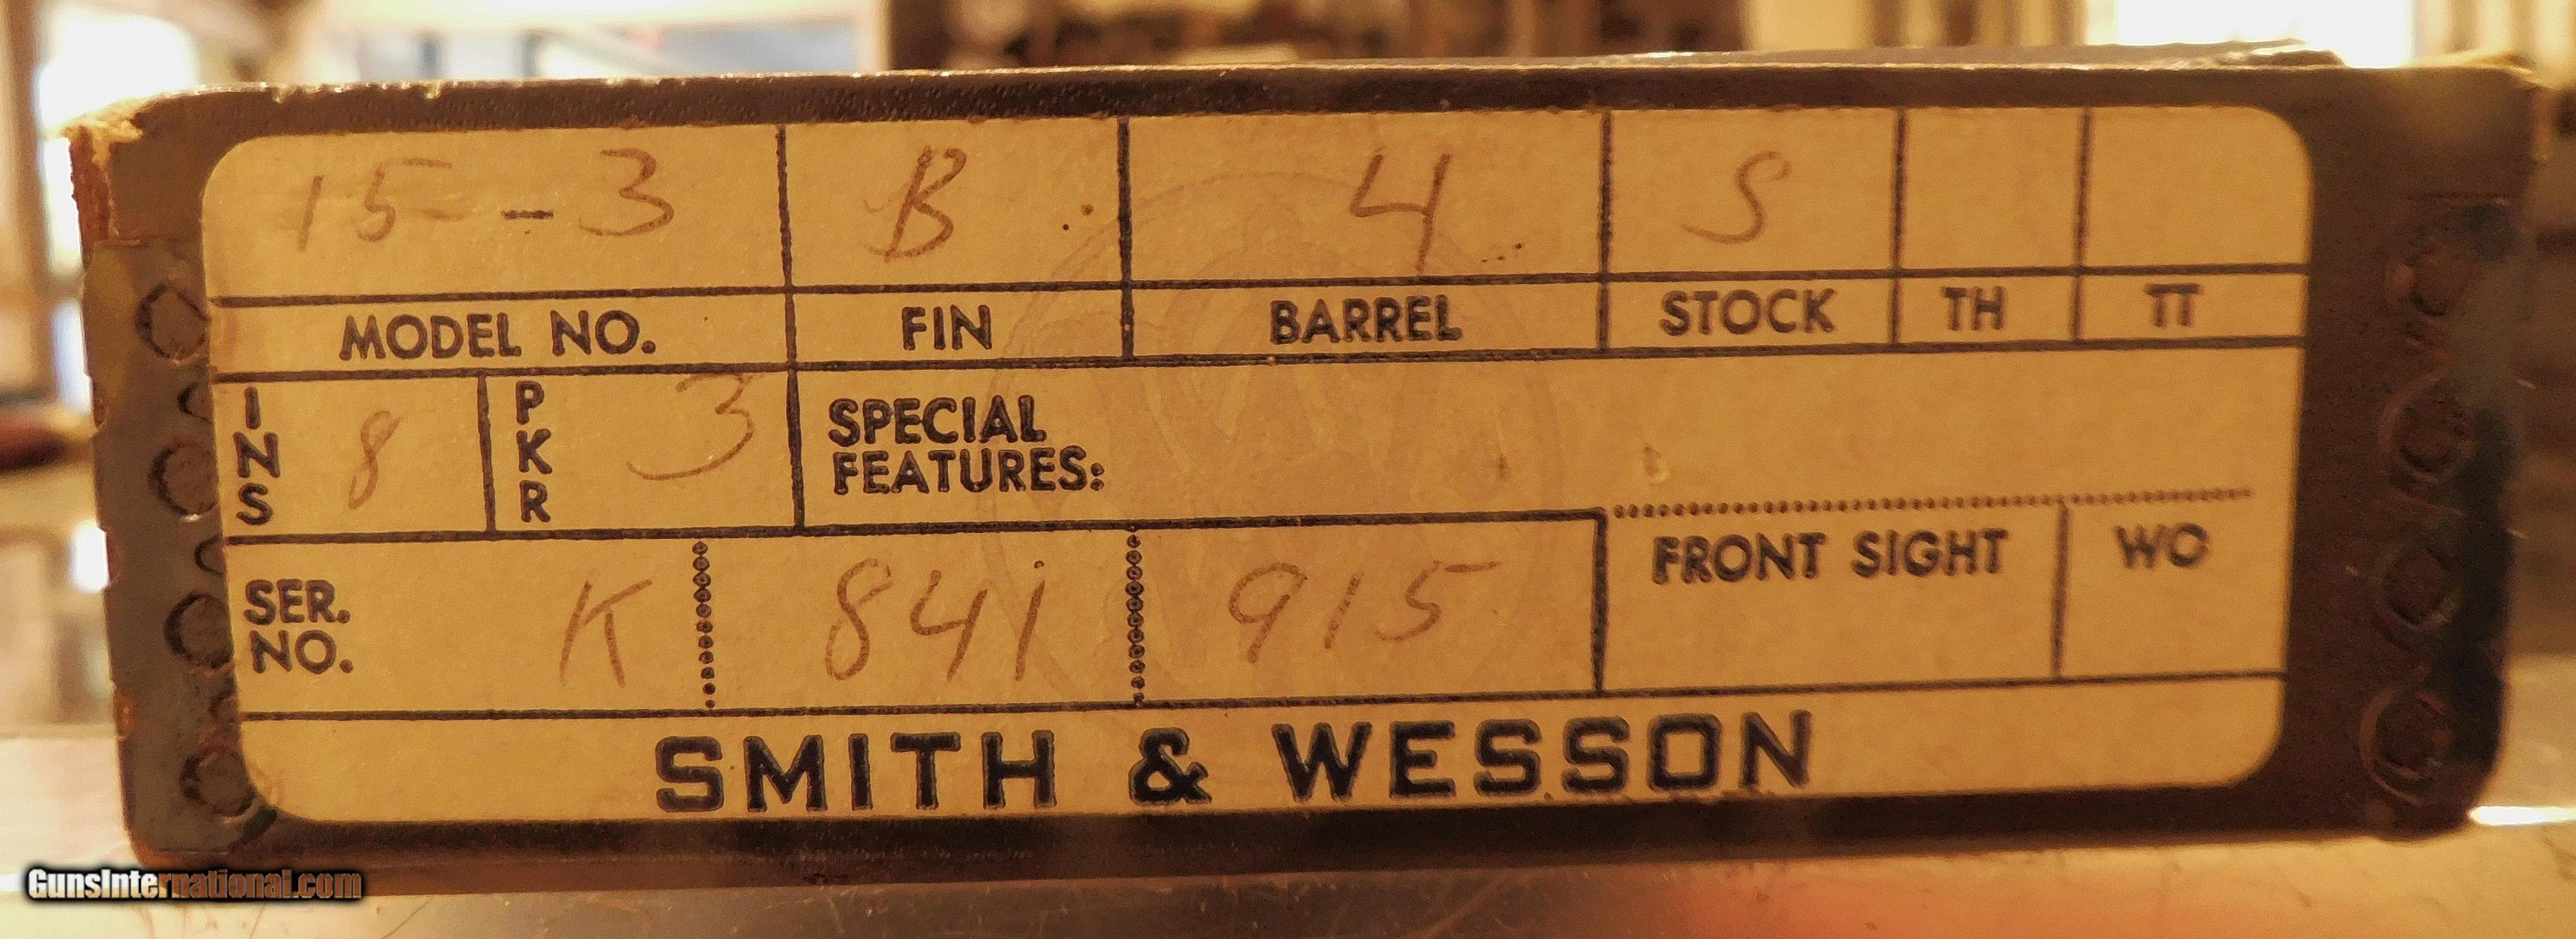 15-3 B 4 S
MODEL NO. FIN BARREL STOCK TH TT
INS 8 PKR 3 SPECIAL
FEATURES:
FRONT SIGHT WO
SER.
NO. K 841 915
SMITH & WESSON
GunsInternational.com